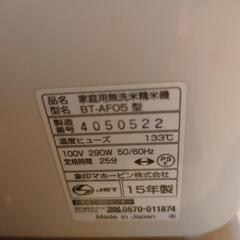 品名 家庭用無洗米精米機
型名 BT-AF05 型
製造番号 4050522
温度ヒューズ 133℃
100V 290W 50/60Hz
定格時間 25分
PSE
象印マホービン株式会社
JET 15年製
0570-011874
Made in Japan